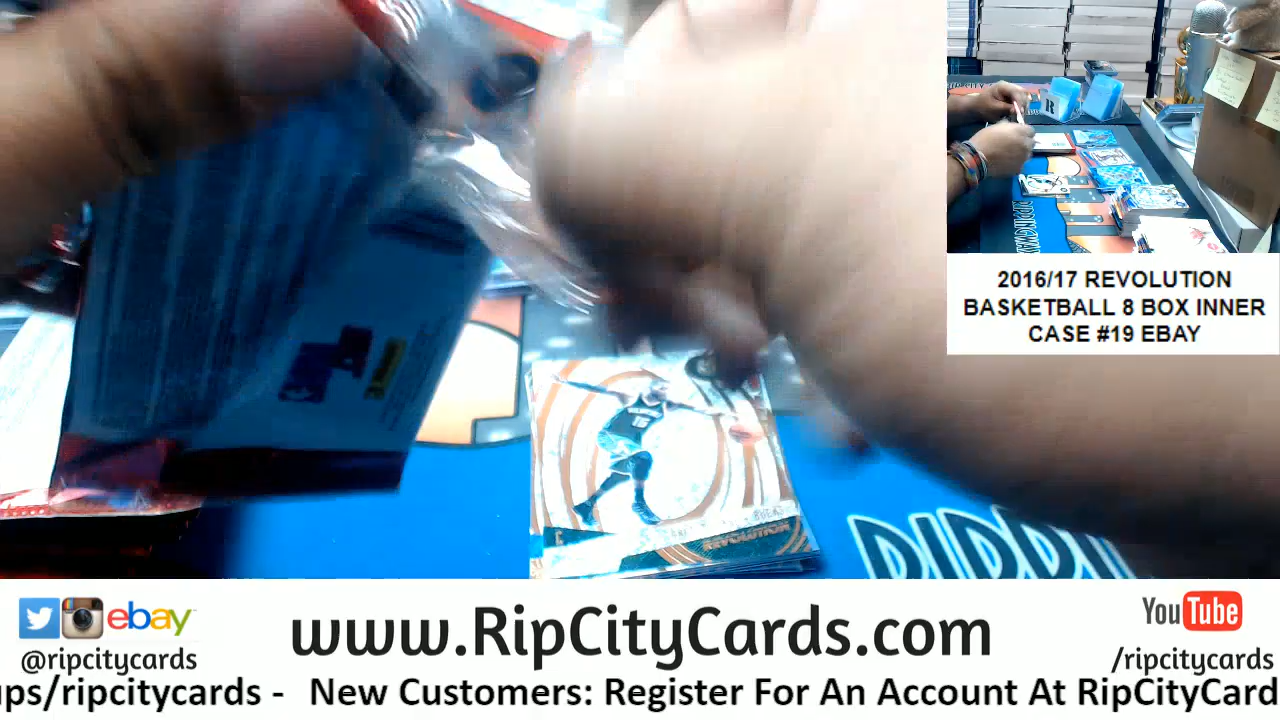 2016/17 REVOLUTION
BASKETBALL 8 BOX INNER
CASE #19 EBAY
REVOLUTION
ebay
@ripcitycards
www.RipCityCards.com
YouTube
/ripcitycards
ups/ripcitycards - New Customers: Register For An Account At RipCityCard